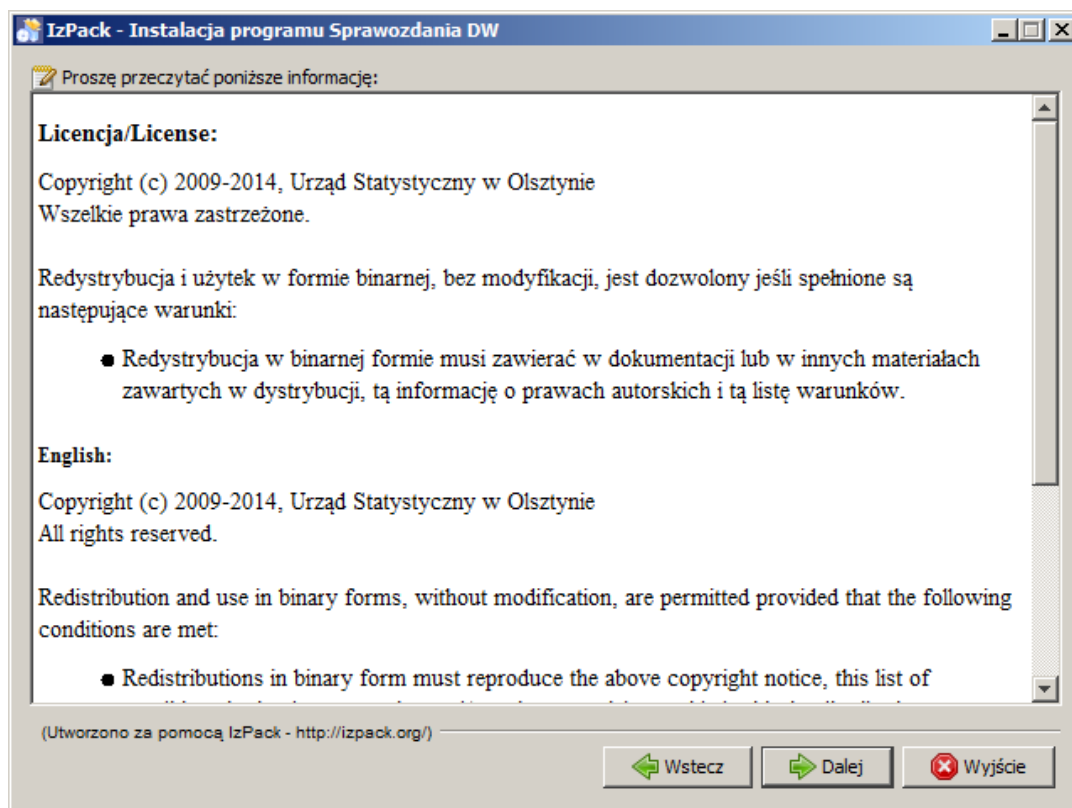 IzPack - Instalacja programu Sprawozdania DW
Proszę przeczytać poniższe informację:
Licencja/License:
Copyright (c) 2009-2014, Urząd Statystyczny w Olsztynie
Wszelkie prawa zastrzeżone.
Redystrybucja i użytek w formie binarnej, bez modyfikacji, jest dozwolony jeśli spełnione są
następujące warunki:
Redystrybucja w binarnej formie musi zawierać w dokumentacji lub w innych materiałach
zawartych w dystrybucji, tą informację o prawach autorskich i tą listę warunków.
English:
Copyright (c) 2009-2014, Urząd Statystyczny w Olsztynie
All rights reserved.
Redistribution and use in binary forms, without modification, are permitted provided that the following
conditions are met:
Redistributions in binary form must reproduce the above copyright notice, this list of
(Utworzono za pomocą IzPack - http://izpack.org/)
Wstecz
Dalej
Wyjście